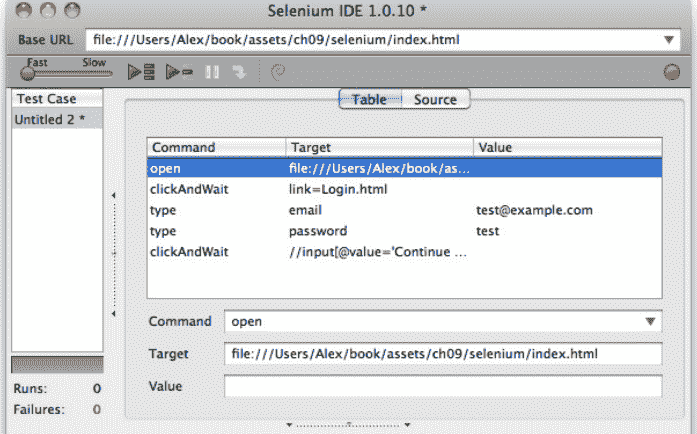 Selenium IDE 1.0.10 *
Base URL file:///Users/Alex/book/assets/ch09/selenium/index.html
Fast Slow
Test Case
Table Source
Untitled 2 *
Command Target Value
open file:///Users/Alex/book/as...
clickAndWait link=Login.html
type email test@example.com
type password test
clickAndWait //input[@value='Continue ...
Command open
Target file:///Users/Alex/book/assets/ch09/selenium/index.html
Value
Runs: 0
Failures: 0